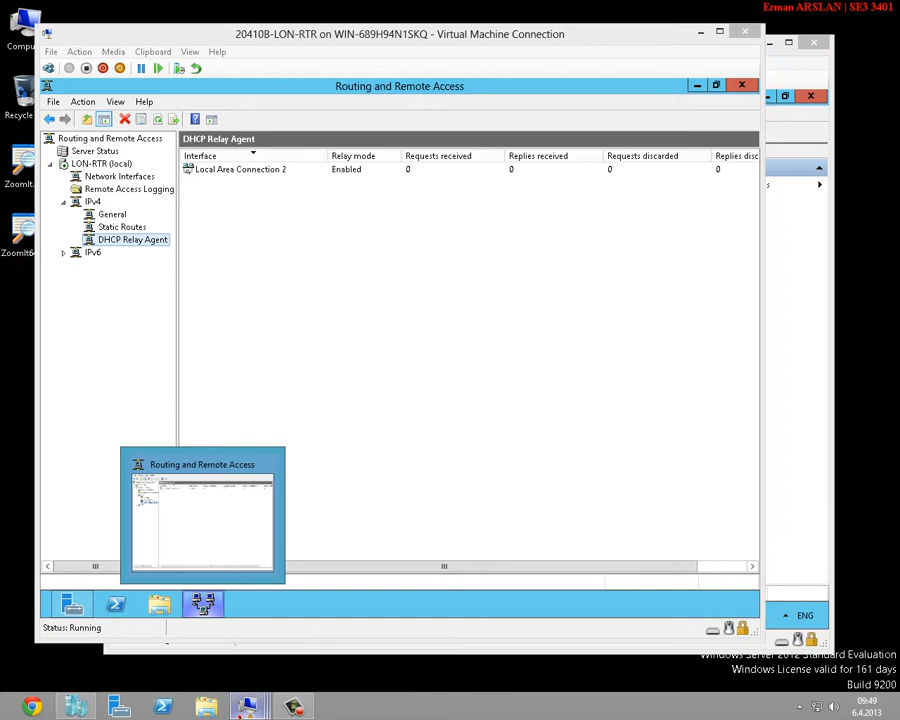 Erman ARSLAN | SE3 3401
Compu
20410B-LON-RTR on WIN-689H94N1SKQ - Virtual Machine Connection
File Action Media Clipboard View Help
Routing and Remote Access
File Action View Help
Recycle
Routing and Remote Access
Server Status
LON-RTR (local)
Network Interfaces
Remote Access Logging
IPv4
General
Static Routes
DHCP Relay Agent
IPv6
DHCP Relay Agent
Interface Relay mode Requests received Replies received Requests discarded Replies disc
Local Area Connection 2 Enabled 0 0 0 0
ZoomIt.
ZoomIt64
Routing and Remote Access
ENG
Status: Running
Windows Server 2012 Standard Evaluation
Windows License valid for 161 days
Build 9200
09:49
6.4.2013